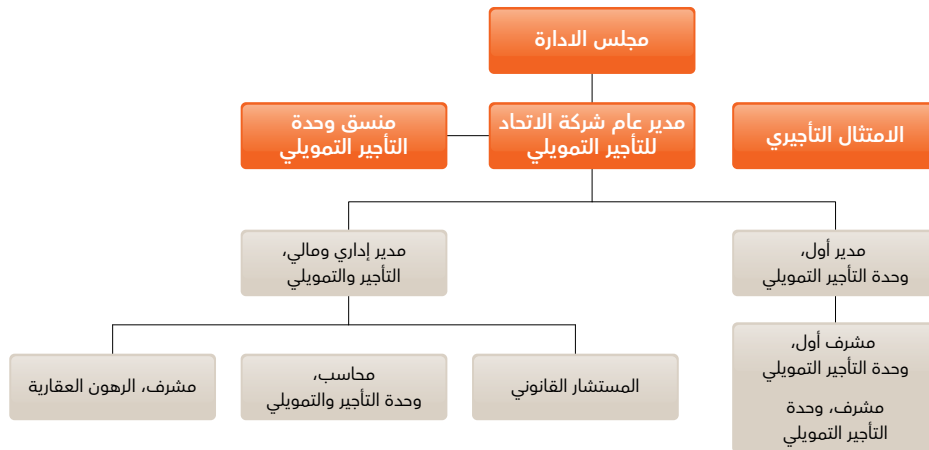 مجلس الادارة
الامتثال التأجيري
مدير عام شركة الاتحاد
للتأجير التمويلي
منسق وحدة
التأجير التمويلي
مدير أول،
وحدة التأجير التمويلي
مدير إداري ومالي،
التأجير والتمويلي
مشرف أول،
وحدة التأجير التمويلي
مشرف، وحدة
التأجير التمويلي
المستشار القانوني
محاسب،
وحدة التأجير والتمويلي
مشرف، الرهون العقارية